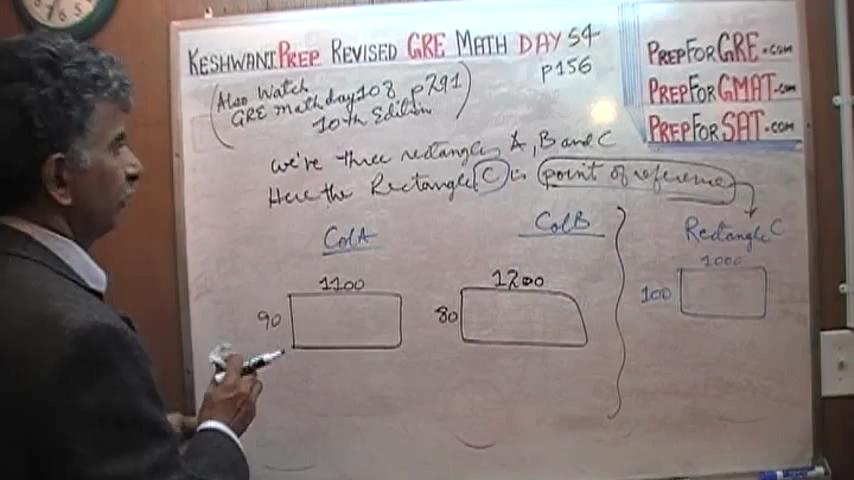 KESHWANI PREP REVISED GRE MATH DAY 54
p156
PREPFORGRE.com
PREPFORGMAT.com
PREPFORSAT.com
(Also Watch
GRE Math day 108 p291)
10th Edition
We're three rectangles A, B and C
Here the Rectangle C is point of reference
Col A
Col B
Rectangle C
1100
90
1200
80
1000
100